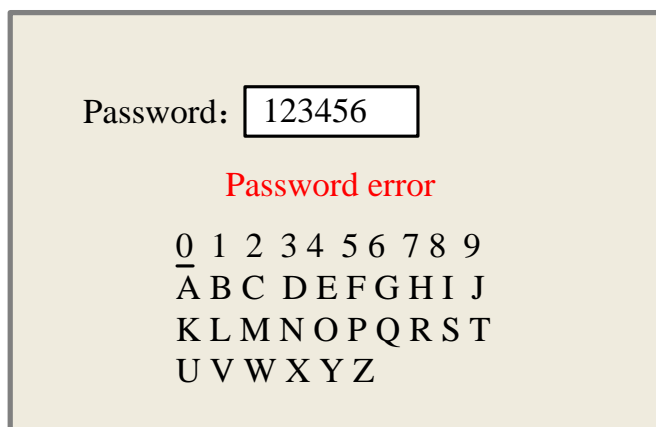 Password： 123456
Password error
0 1 2 3 4 5 6 7 8 9
A B C D E F G H I J
K L M N O P Q R S T
U V W X Y Z